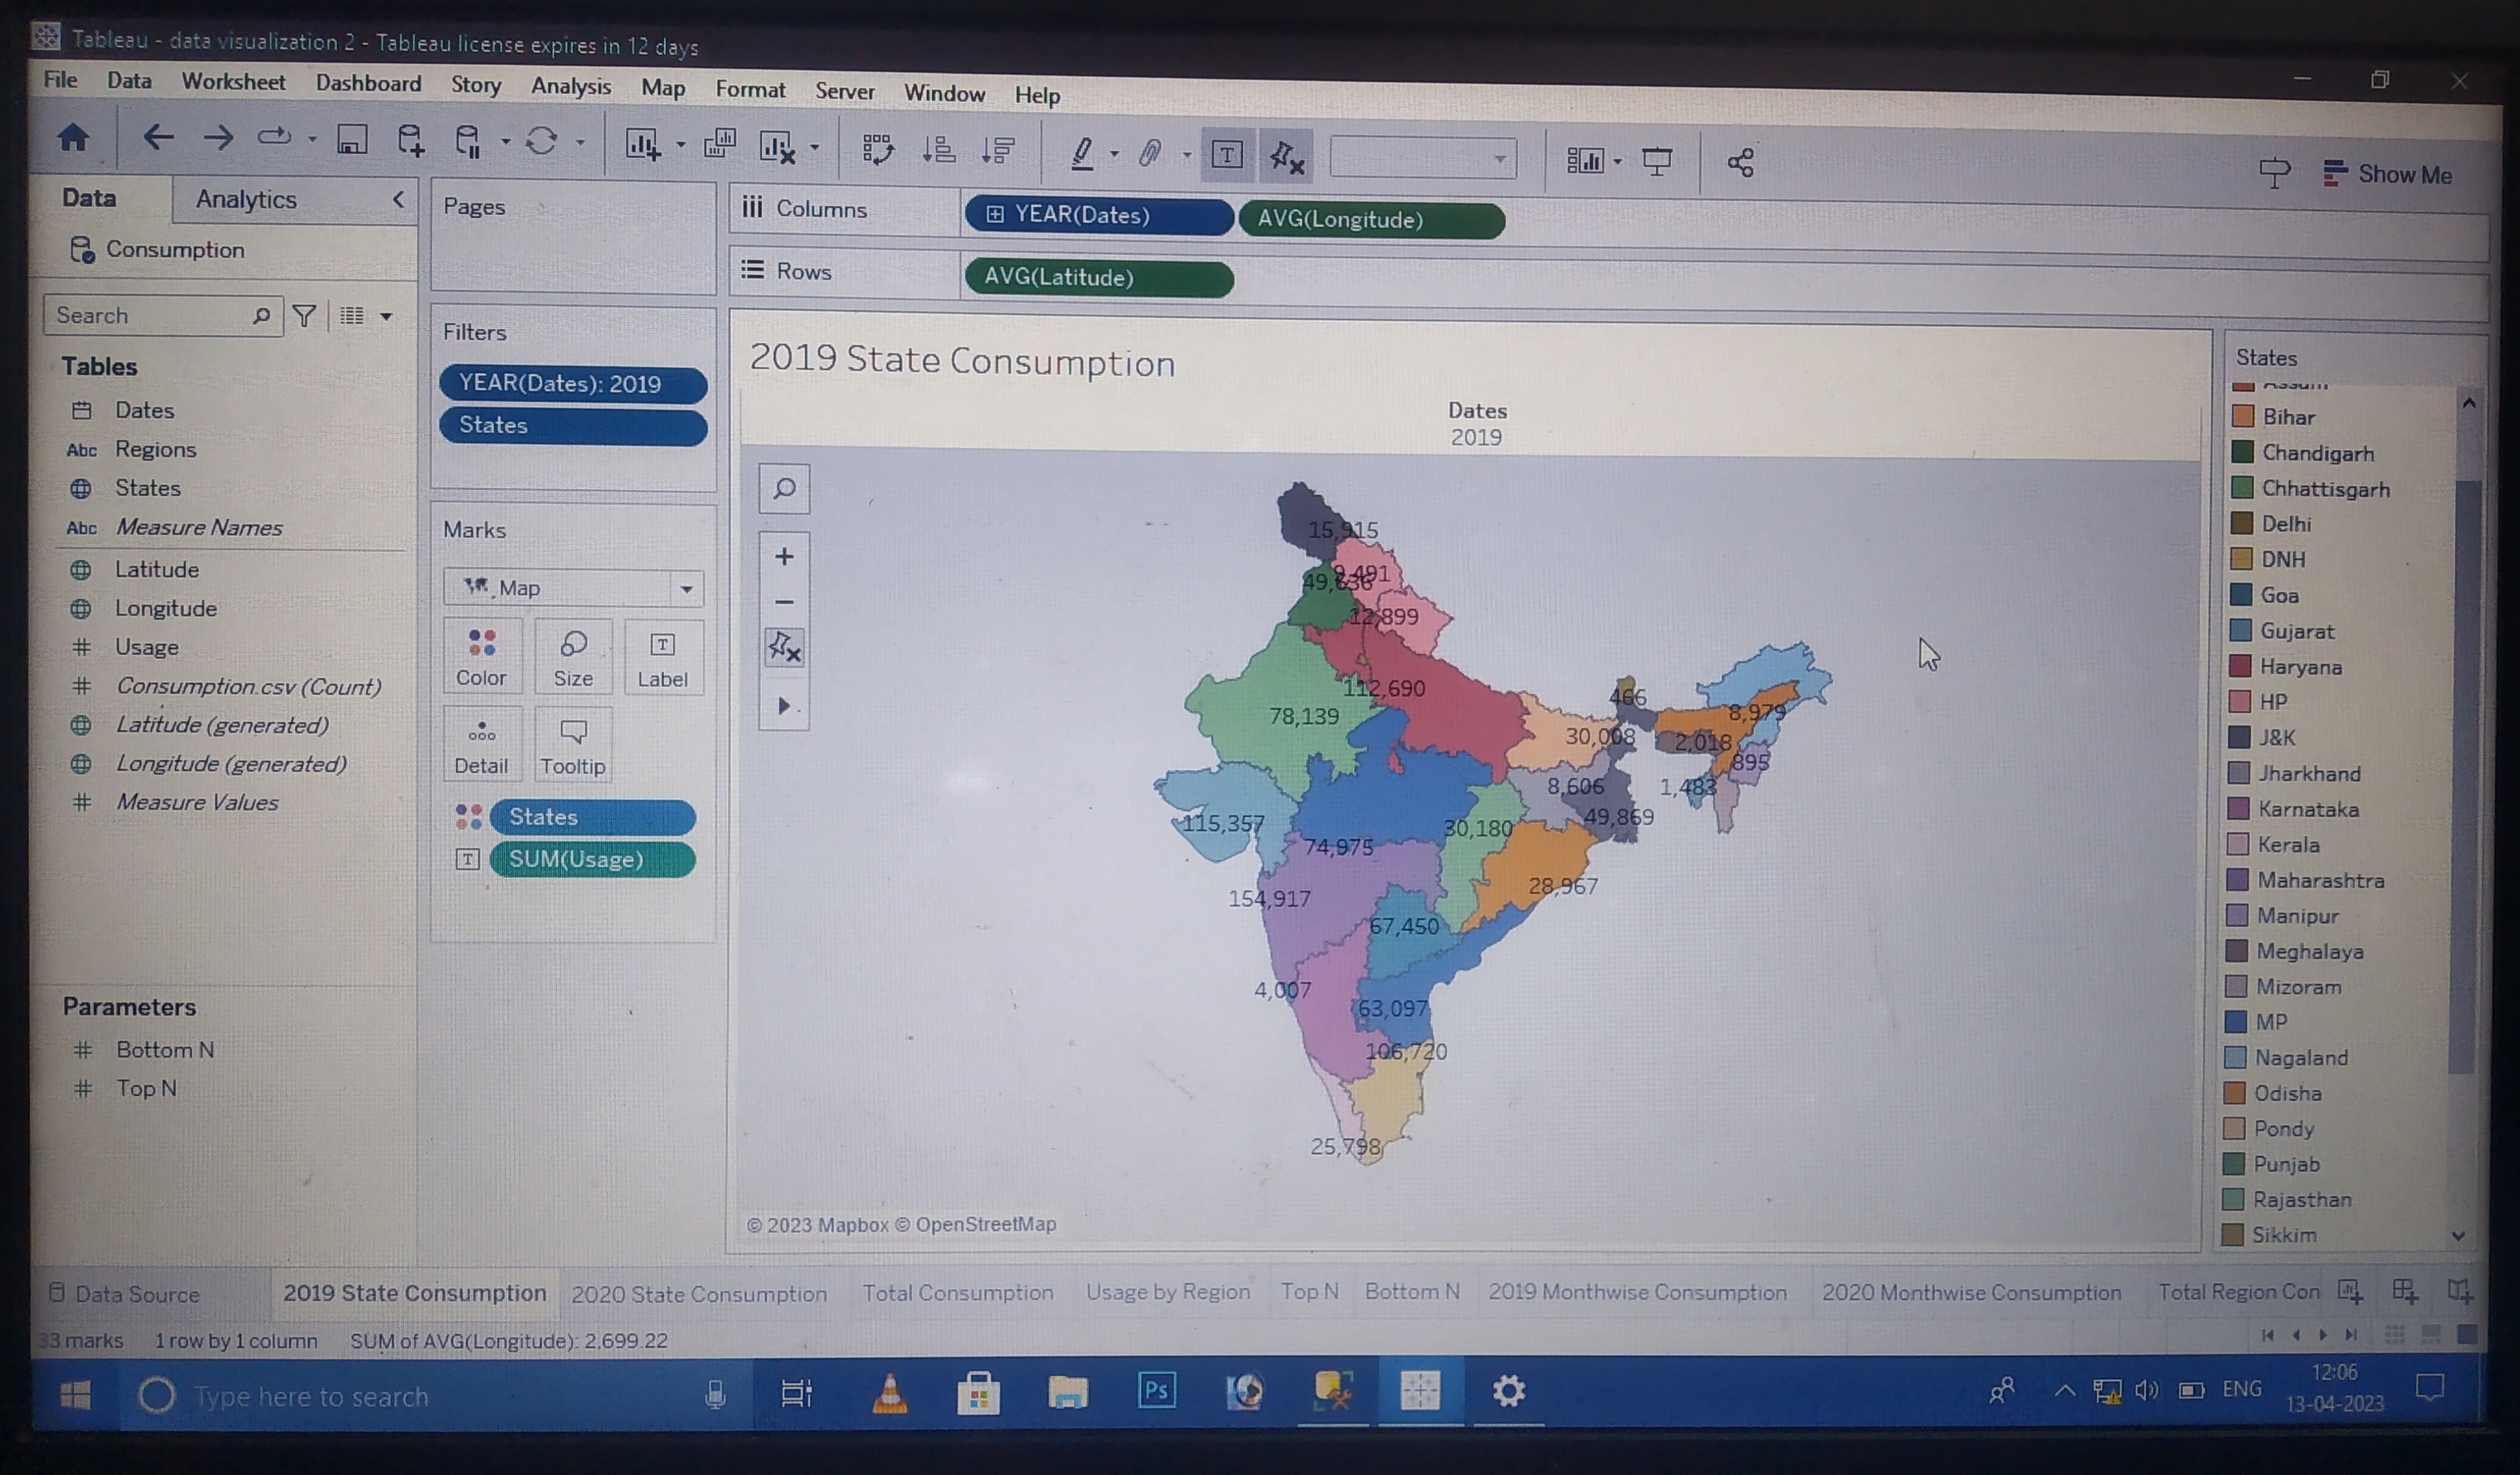 Tableau - data visualization 2 - Tableau license expires in 12 days
File Data Worksheet Dashboard Story Analysis Map Format Server Window Help
Show Me
Data Analytics
Consumption
Search
Tables
Dates
Abc Regions
States
Abc Measure Names
Latitude
Longitude
# Usage
# Consumption.csv (Count)
Latitude (generated)
Longitude (generated)
# Measure Values
Parameters
# Bottom N
# Top N
Pages
Filters
YEAR(Dates): 2019
States
Marks
Map
Color Size Label
Detail Tooltip
States
SUM(Usage)
Columns YEAR(Dates) AVG(Longitude)
Rows AVG(Latitude)
2019 State Consumption
Dates
2019
15,915
9,491
49,636
12,899
112,690
78,139
466
8,979
30,008
2,018
895
8,606
1,483
49,869
115,357
30,180
74,975
28,967
154,917
67,450
4,007
63,097
106,720
25,798
© 2023 Mapbox © OpenStreetMap
States
Bihar
Chandigarh
Chhattisgarh
Delhi
DNH
Goa
Gujarat
Haryana
HP
J&K
Jharkhand
Karnataka
Kerala
Maharashtra
Manipur
Meghalaya
Mizoram
MP
Nagaland
Odisha
Pondy
Punjab
Rajasthan
Sikkim
Data Source 2019 State Consumption 2020 State Consumption Total Consumption Usage by Region Top N Bottom N 2019 Monthwise Consumption 2020 Monthwise Consumption Total Region Con
33 marks 1 row by 1 column SUM of AVG(Longitude): 2,699.22
Type here to search
Ps
ENG
12:06
13-04-2023